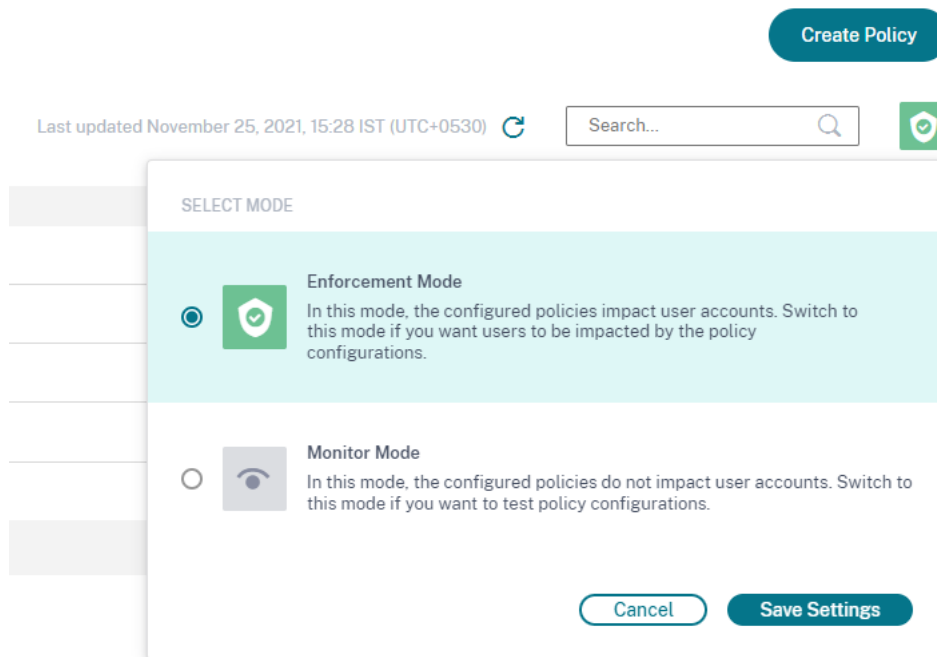 Create Policy
Last updated November 25, 2021, 15:28 IST (UTC+0530)
Search...
SELECT MODE
Enforcement Mode
In this mode, the configured policies impact user accounts. Switch to
this mode if you want users to be impacted by the policy
configurations.
Monitor Mode
In this mode, the configured policies do not impact user accounts. Switch to
this mode if you want to test policy configurations.
Cancel
Save Settings